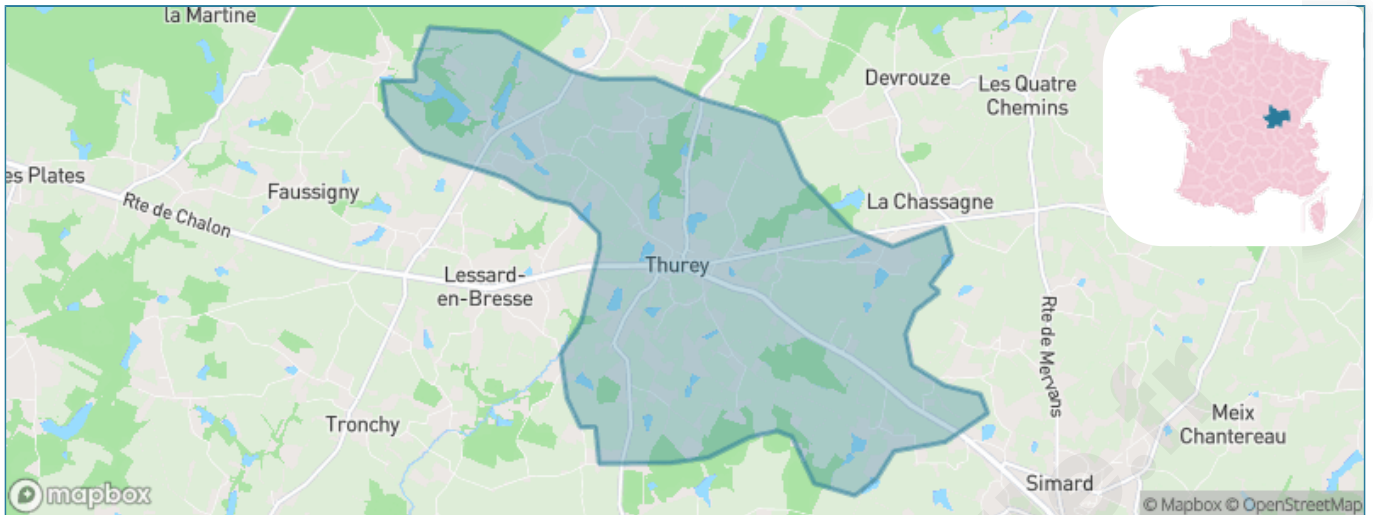 la Martine
Devrouze
Les Quatre
Chemins
es Plates
Faussigny
La Chassagne
Rte de Chalon
Lessard-
en-Bresse
Thurey
Rte de Mervans
Tronchy
Meix
Chantereau
Simard
mapbox
© Mapbox © OpenStreetMap